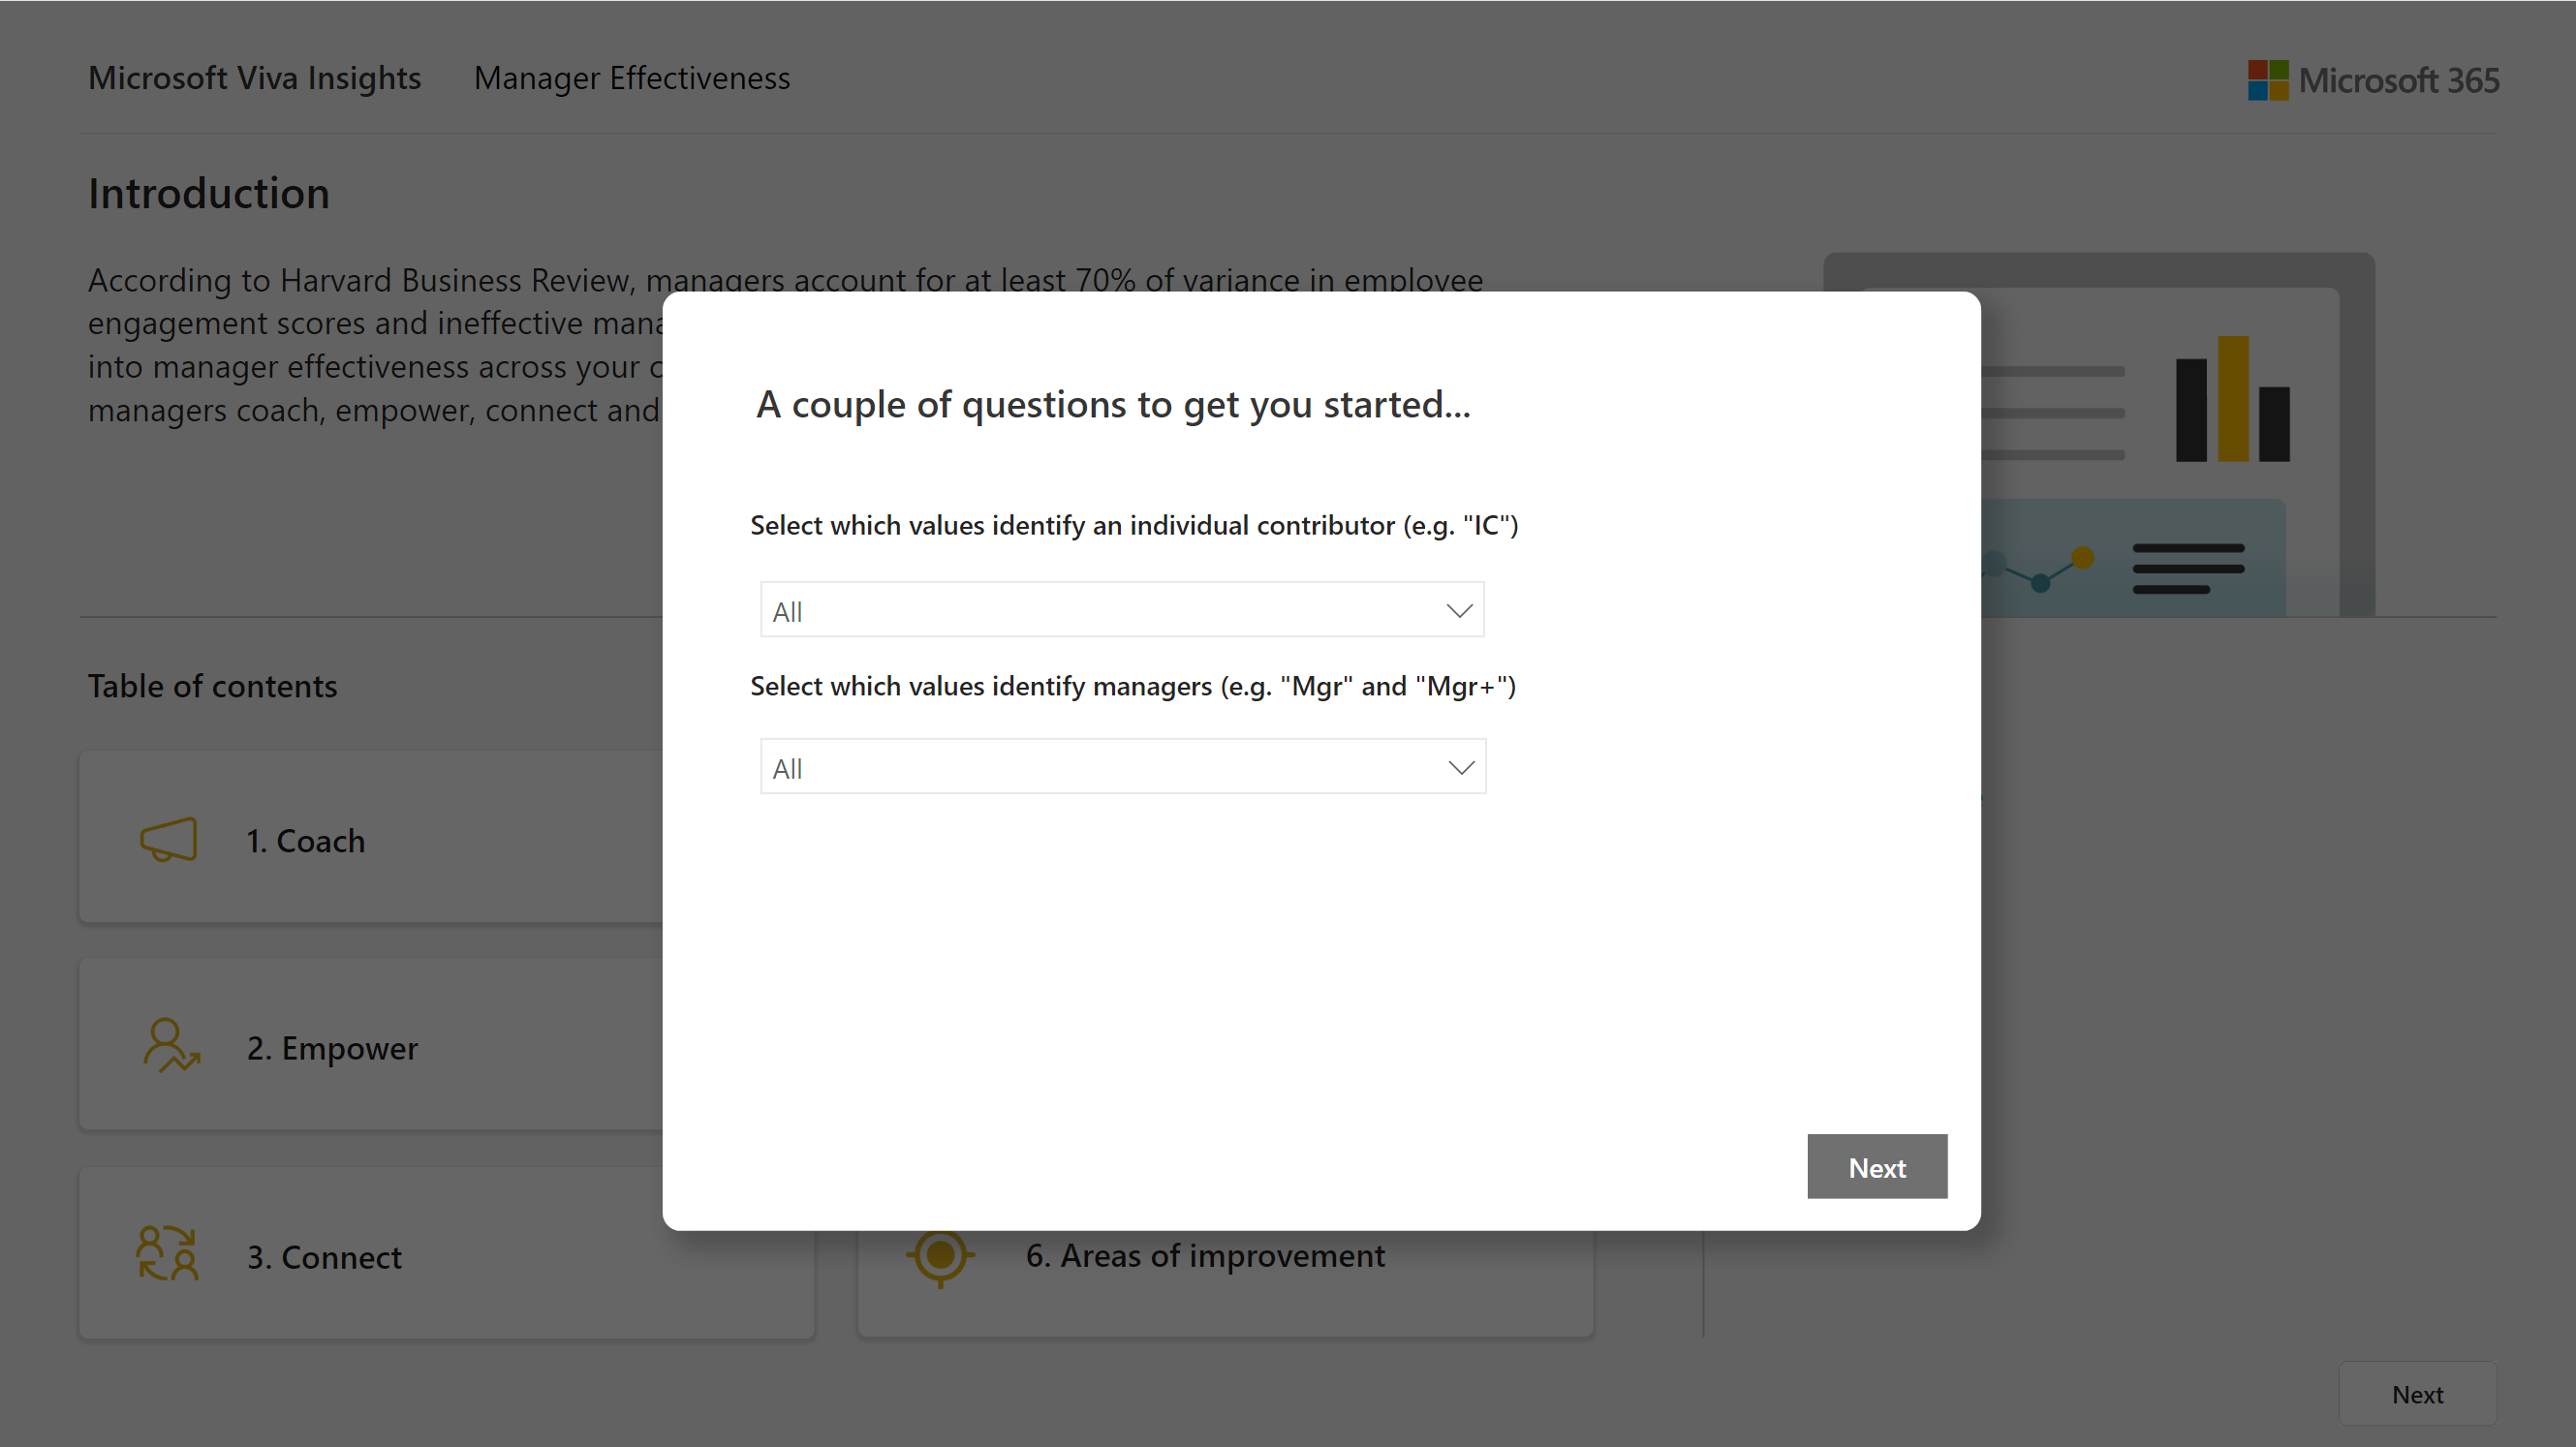 Microsoft Viva Insights
Manager Effectiveness
Microsoft 365
Introduction
According to Harvard Business Review, managers account for at least 70% of variance in employee
engagement scores and ineffective
into manager effectiveness across your
managers coach, empower, connect and
A couple of questions to get you started...
Select which values identify an individual contributor (e.g. "IC")
All
Select which values identify managers (e.g. "Mgr" and "Mgr+")
All
Next
Table of contents
1. Coach
2. Empower
3. Connect
6. Areas of improvement
Next